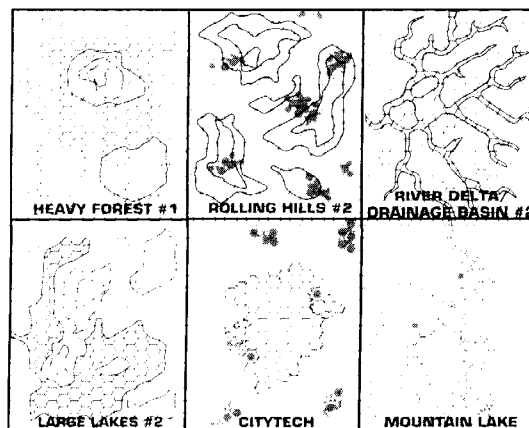 HEAVY FOREST #1
ROLLING HILLS #2
RIVER DELTA/
DRAINAGE BASIN #2
LARGE LAKES #2
CITYTECH
MOUNTAIN LAKE